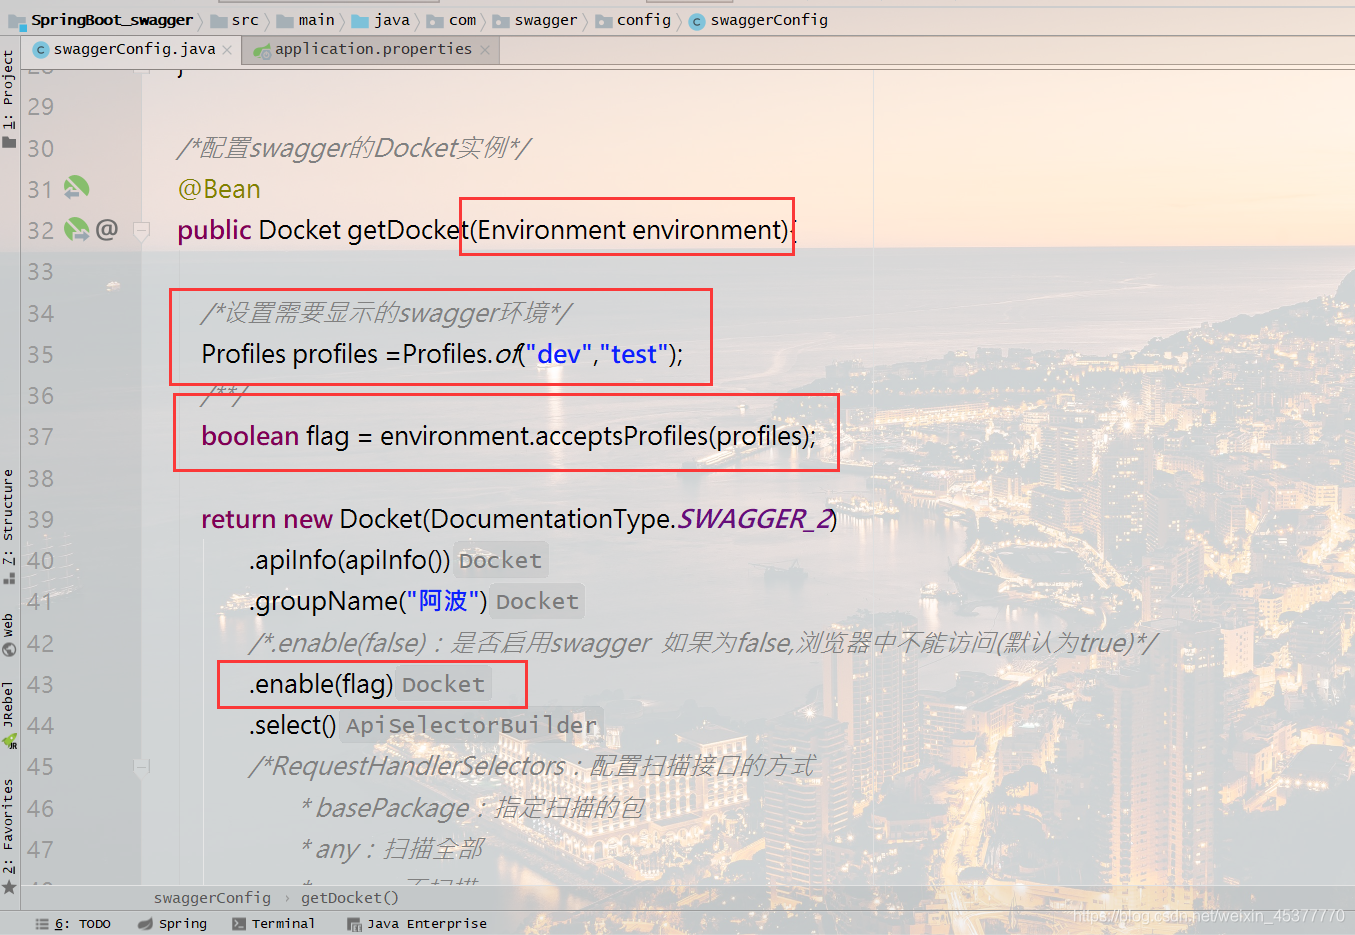 SpringBoot_swagger src main java com swagger config swaggerConfig
swaggerConfig.java application.properties
29
30 /*配置swagger的Docket实例*/
31 @Bean
32 public Docket getDocket(Environment environment){
33
34 /*设置需要显示的swagger环境*/
35 Profiles profiles =Profiles.of("dev","test");
36 /**/
37 boolean flag = environment.acceptsProfiles(profiles);
38
39 return new Docket(DocumentationType.SWAGGER_2)
40 .apiInfo(apiInfo()) Docket
41 .groupName("阿波") Docket
42 /*.enable(false)：是否启用swagger 如果为false,浏览器中不能访问(默认为true)*/
43 .enable(flag) Docket
44 .select() ApiSelectorBuilder
45 /*RequestHandlerSelectors：配置扫描接口的方式
46 * basePackage：指定扫描的包
47 * any：扫描全部
swaggerConfig › getDocket()
6: TODO Spring Terminal Java Enterprise
1: Project
Z: Structure
Web
JRebel
2: Favorites
https://blog.csdn.net/weixin_45377770